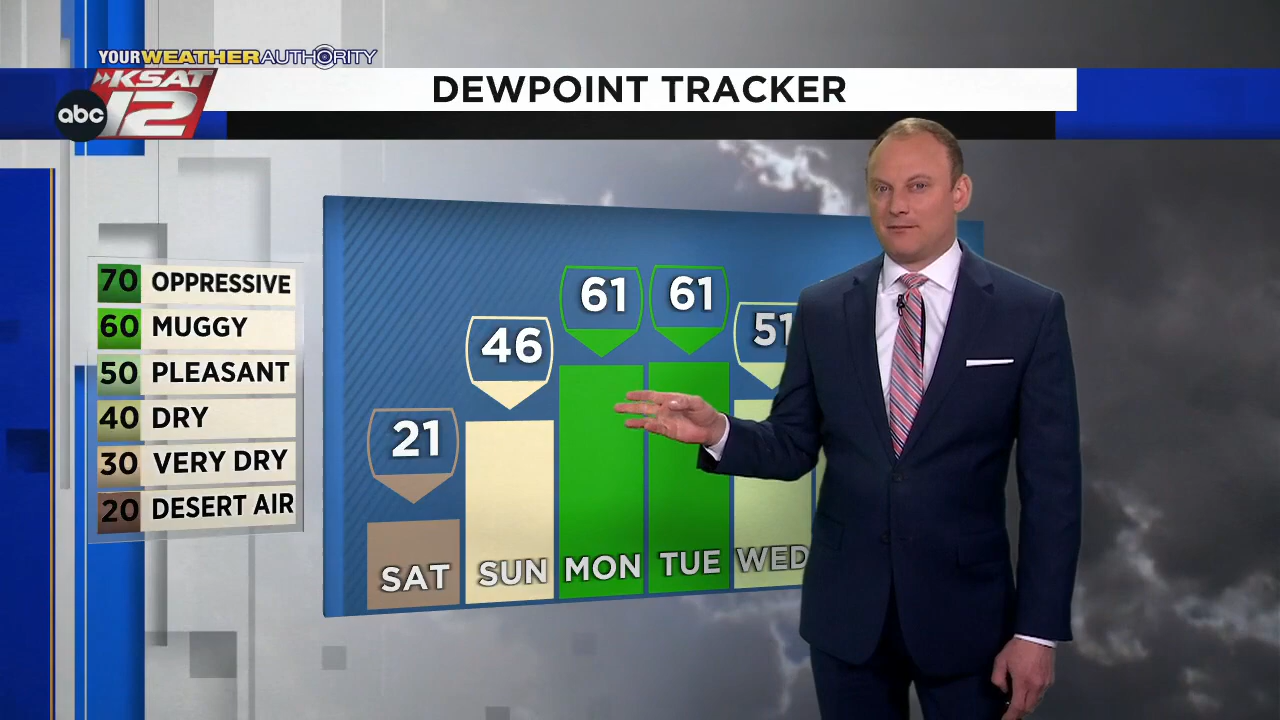 YOUR WEATHER AUTHORITY
KSAT
abc 12
DEWPOINT TRACKER
70 OPPRESSIVE
60 MUGGY
50 PLEASANT
40 DRY
30 VERY DRY
20 DESERT AIR
21 46 61 61 51
SAT SUN MON TUE WED